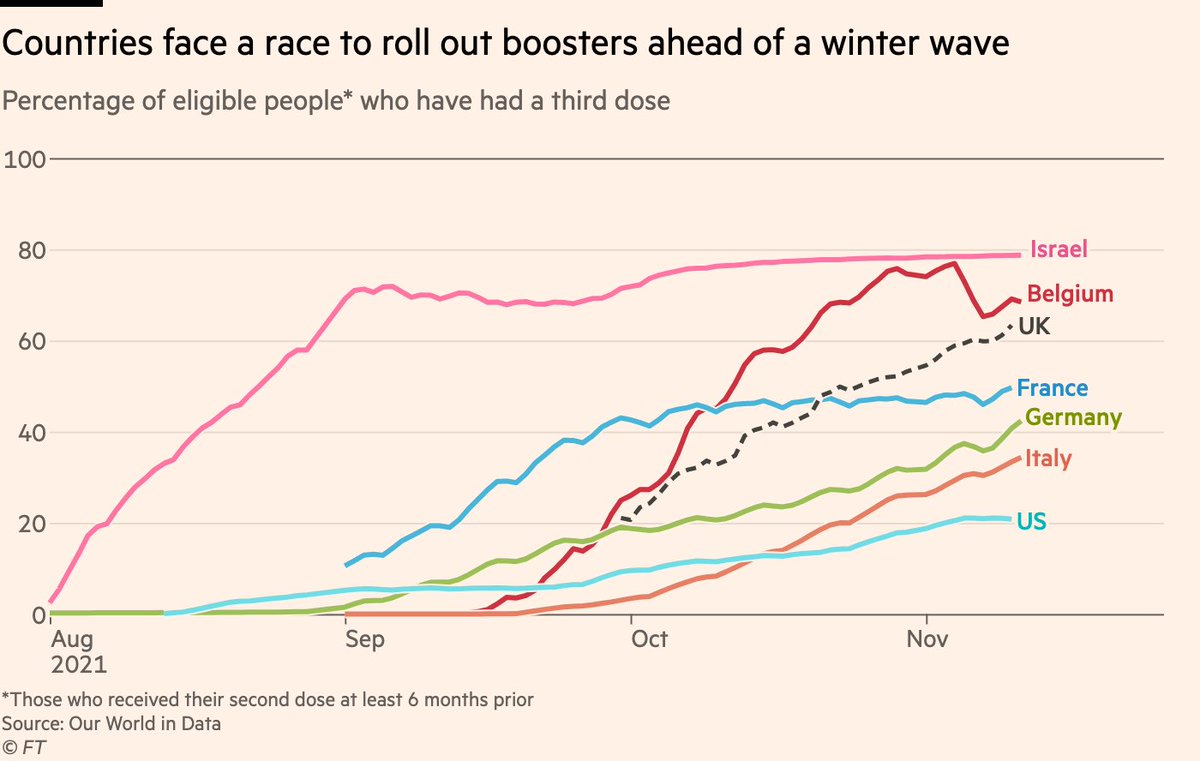 Countries face a race to roll out boosters ahead of a winter wave
Percentage of eligible people* who have had a third dose
100
80
60
40
20
0
Israel
Belgium
UK
France
Germany
Italy
US
Aug
2021
Sep
Oct
Nov
*Those who received their second dose at least 6 months prior
Source: Our World in Data
© FT